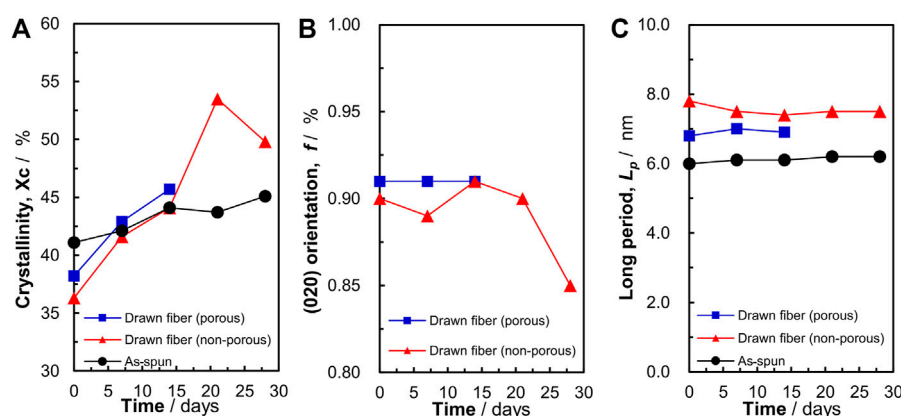 A
Crystallinity, Xc / %
60
55
50
45
40
35
30
Drawn fiber (porous)
Drawn fiber (non-porous)
As-spun
0 5 10 15 20 25 30
Time / days
B
(020) orientation, f / %
1.00
0.95
0.90
0.85
0.80
Drawn fiber (porous)
Drawn fiber (non-porous)
0 5 10 15 20 25 30
Time / days
C
Long period, Lp / nm
10.0
8.0
6.0
4.0
2.0
0.0
Drawn fiber (porous)
Drawn fiber (non-porous)
As-spun
0 5 10 15 20 25 30
Time / days